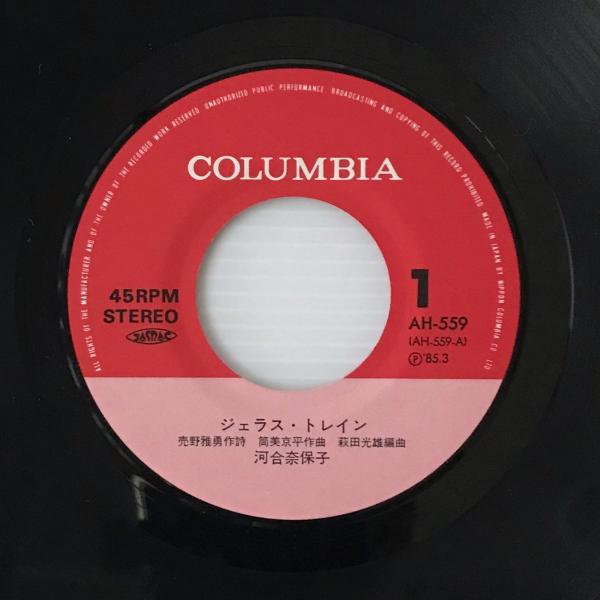 ALL RIGHTS OF THE MANUFACTURER AND OF THE OWNER OF THE RECORDED WORK RESERVED. UNAUTHORIZED PUBLIC PERFORMANCE. BROADCASTING AND COPYING OF THIS RECORD PROHIBITED. MADE IN JAPAN BY NIPPON COLUMBIA CO. LTD
COLUMBIA
45RPM
STEREO
JASRAC
1
AH-559
(AH-559-A)
Ⓟ'85.3
ジェラス・トレイン
売野雅勇作詩 筒美京平作曲 萩田光雄編曲
河合奈保子